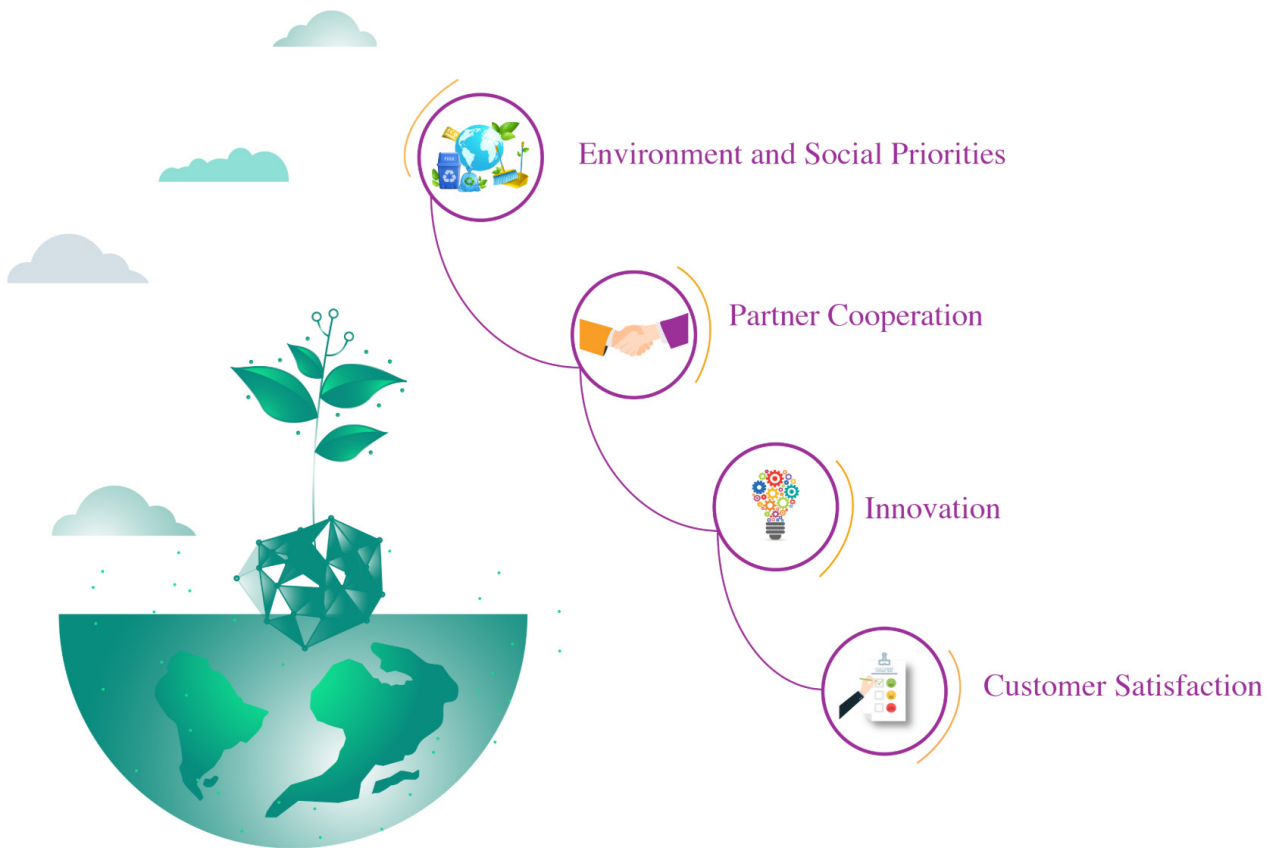 Environment and Social Priorities
Partner Cooperation
Innovation
Customer Satisfaction